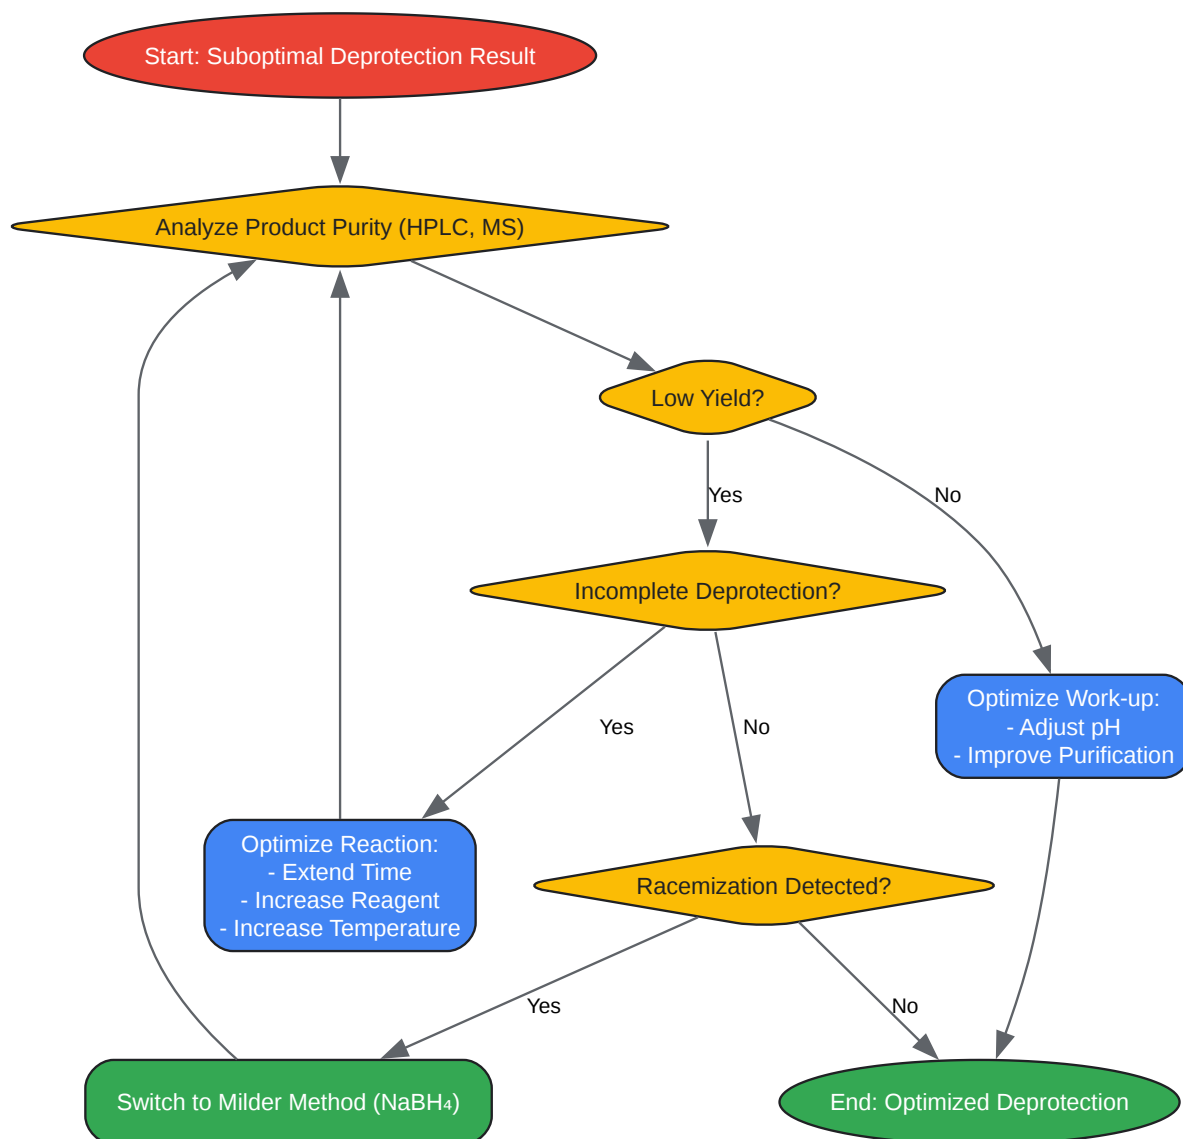 Start: Suboptimal Deprotection Result
Analyze Product Purity (HPLC, MS)
Low Yield?
Yes
No
Incomplete Deprotection?
Optimize Work-up:
- Adjust pH
- Improve Purification
Yes
No
Optimize Reaction:
- Extend Time
- Increase Reagent
- Increase Temperature
Racemization Detected?
Yes
No
Switch to Milder Method (NaBH₄)
End: Optimized Deprotection